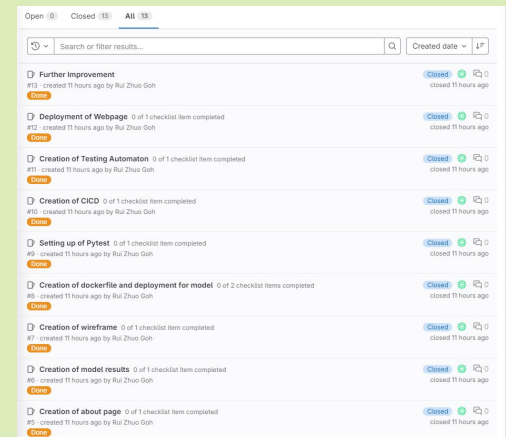 Open 0 Closed 13 All 13
Search or filter results... Created date
Further Improvement Closed 0
#13 · created 11 hours ago by Rui Zhuo Goh closed 11 hours ago
Done
Deployment of Webpage 0 of 1 checklist item completed Closed 0
#12 · created 11 hours ago by Rui Zhuo Goh closed 11 hours ago
Done
Creation of Testing Automaton 0 of 1 checklist item completed Closed 0
#11 · created 11 hours ago by Rui Zhuo Goh closed 11 hours ago
Done
Creation of CICD 0 of 1 checklist item completed Closed 0
#10 · created 11 hours ago by Rui Zhuo Goh closed 11 hours ago
Done
Setting up of Pytest 0 of 1 checklist item completed Closed 0
#9 · created 11 hours ago by Rui Zhuo Goh closed 11 hours ago
Done
Creation of dockerfile and deployment for model 0 of 2 checklist items completed Closed 0
#8 · created 11 hours ago by Rui Zhuo Goh closed 11 hours ago
Done
Creation of wireframe 0 of 1 checklist item completed Closed 0
#7 · created 11 hours ago by Rui Zhuo Goh closed 11 hours ago
Done
Creation of model results 0 of 1 checklist item completed Closed 0
#6 · created 11 hours ago by Rui Zhuo Goh closed 11 hours ago
Done
Creation of about page 0 of 1 checklist item completed Closed 0
#5 · created 11 hours ago by Rui Zhuo Goh closed 11 hours ago
Done